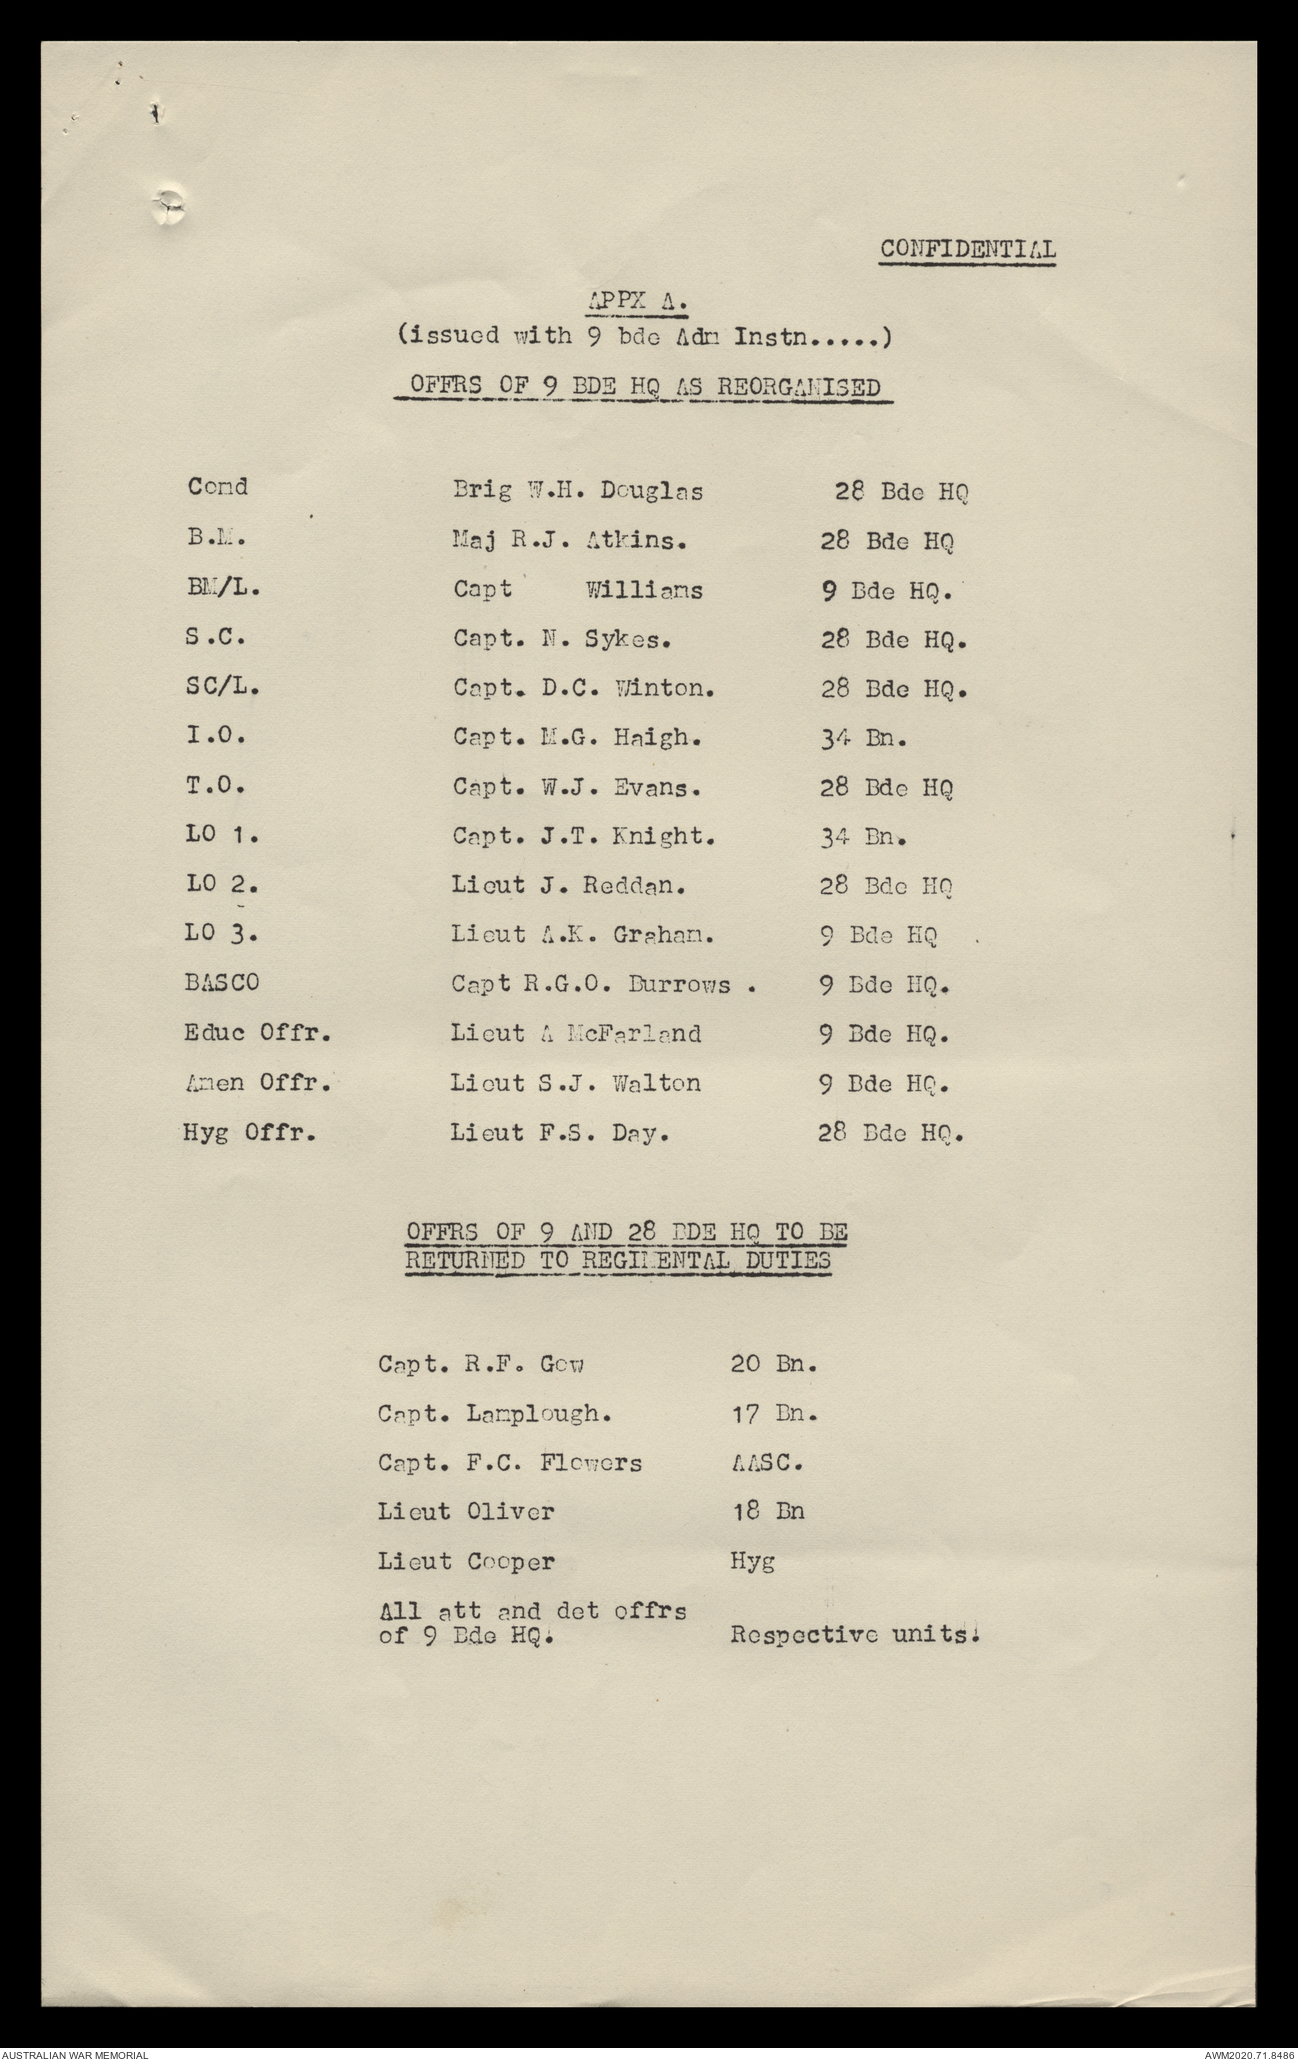 CONFIDENTIAL
APPX A.
(issued with 9 bde Adm Instn.....)
OFFRS OF 9 BDE HQ AS REORGANISED
Comd Brig W.H. Douglas 28 Bde HQ
B.M. Maj R.J. Atkins. 28 Bde HQ
BM/L. Capt Williams 9 Bde HQ.
S.C. Capt. N. Sykes. 28 Bde HQ.
SC/L. Capt. D.C. Winton. 28 Bde HQ.
I.O. Capt. M.G. Haigh. 34 Bn.
T.O. Capt. W.J. Evans. 28 Bde HQ
LO 1. Capt. J.T. Knight. 34 Bn.
LO 2. Lieut J. Reddan. 28 Bde HQ
LO 3. Lieut A.K. Graham. 9 Bde HQ
BASCO Capt R.G.O. Burrows . 9 Bde HQ.
Educ Offr. Lieut A McFarland 9 Bde HQ.
Amen Offr. Lieut S.J. Walton 9 Bde HQ.
Hyg Offr. Lieut F.S. Day. 28 Bde HQ.
OFFRS OF 9 AND 28 BDE HQ TO BE
RETURNED TO REGIMENTAL DUTIES
Capt. R.F. Gow 20 Bn.
Capt. Lamplough. 17 Bn.
Capt. F.C. Flowers AASC.
Lieut Oliver 18 Bn
Lieut Cooper Hyg
All att and det offrs
of 9 Bde HQ. Respective units.
AUSTRALIAN WAR MEMORIAL AWM2020.71.8486